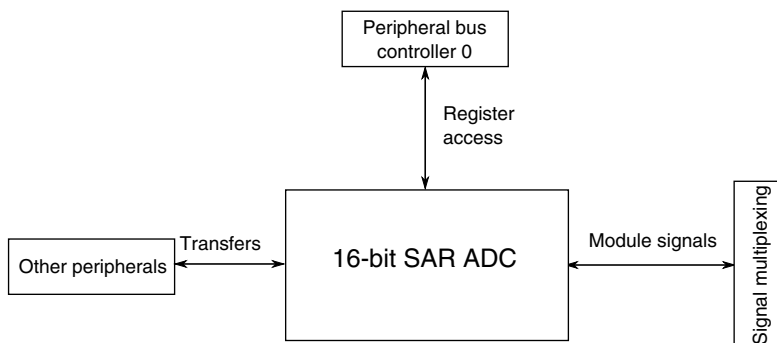 Peripheral bus
controller 0
Register
access
Other peripherals
Transfers
16-bit SAR ADC
Module signals
Signal multiplexing